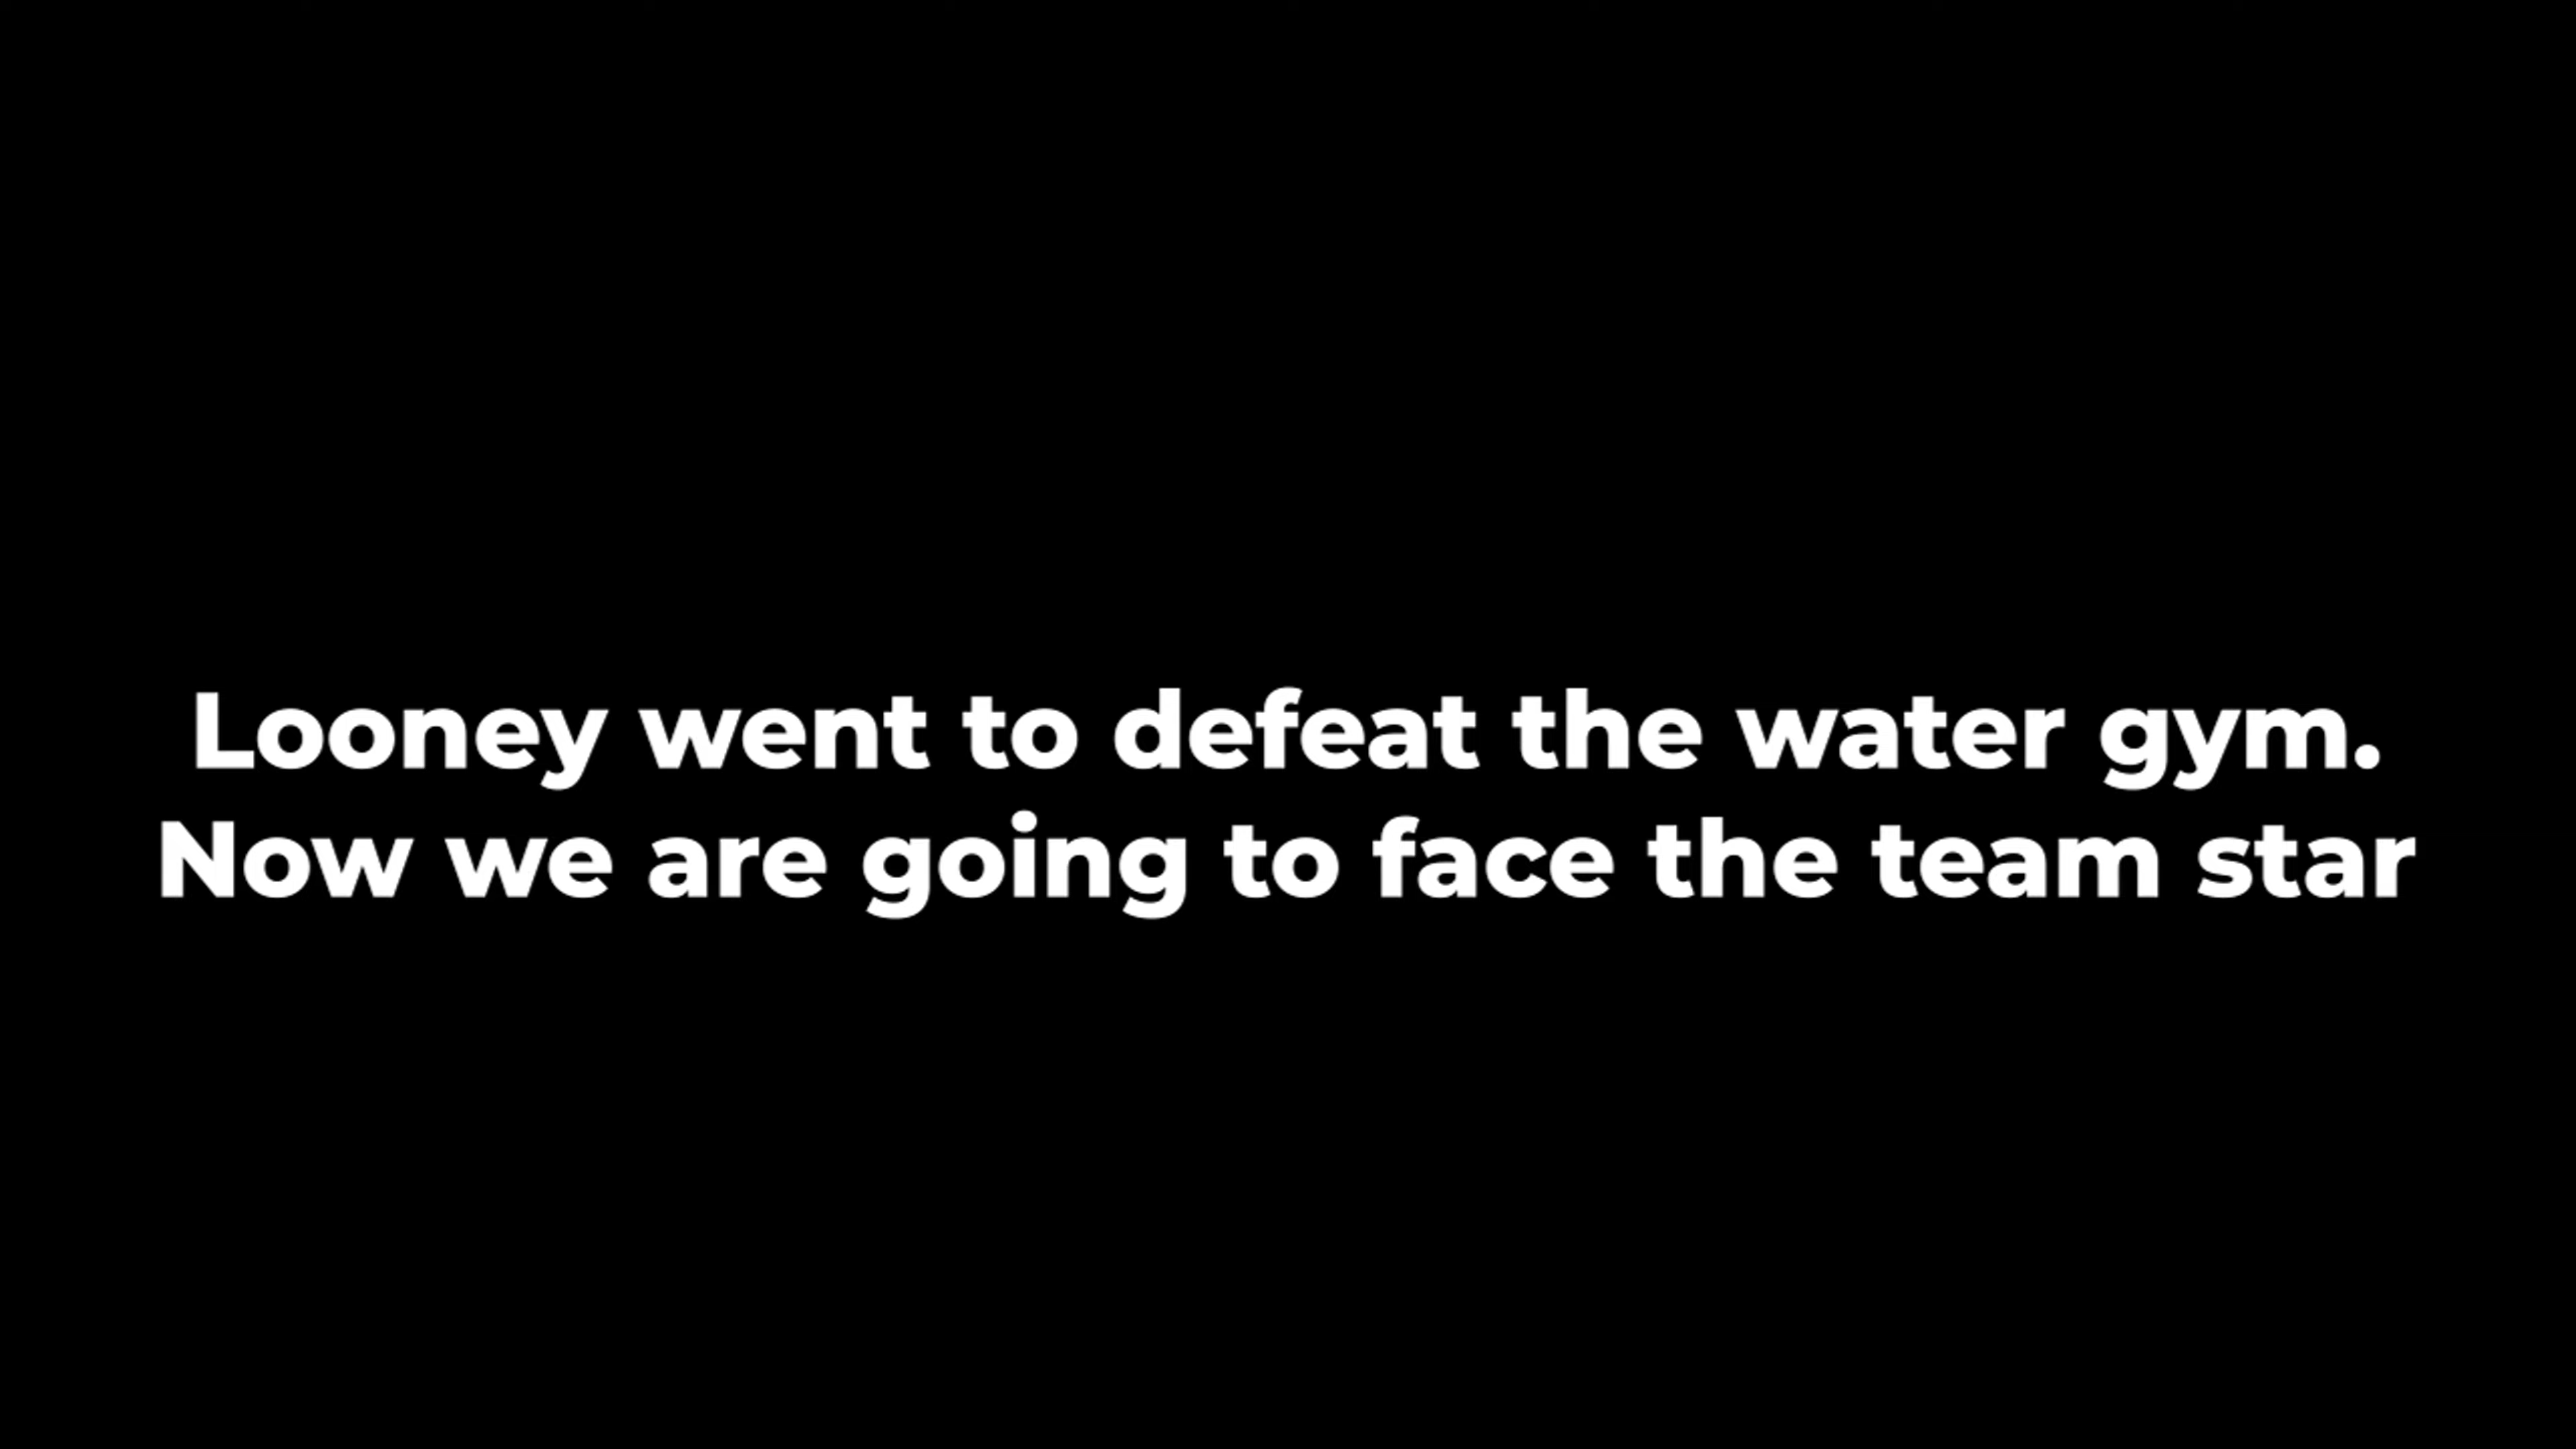 Looney went to defeat the water gym.
Now we are going to face the team star